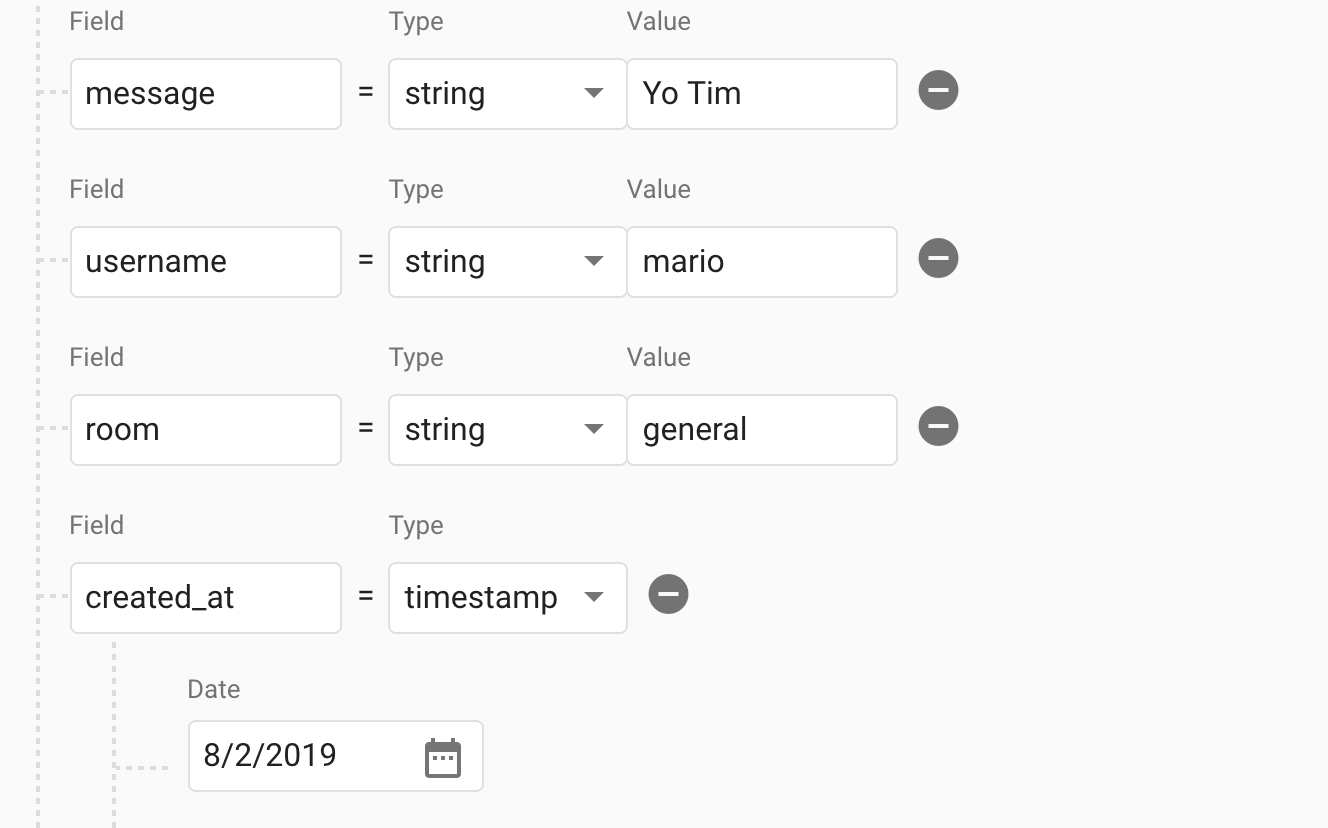 Field Type Value
message = string Yo Tim
Field Type Value
username = string mario
Field Type Value
room = string general
Field Type
created_at = timestamp
Date
8/2/2019